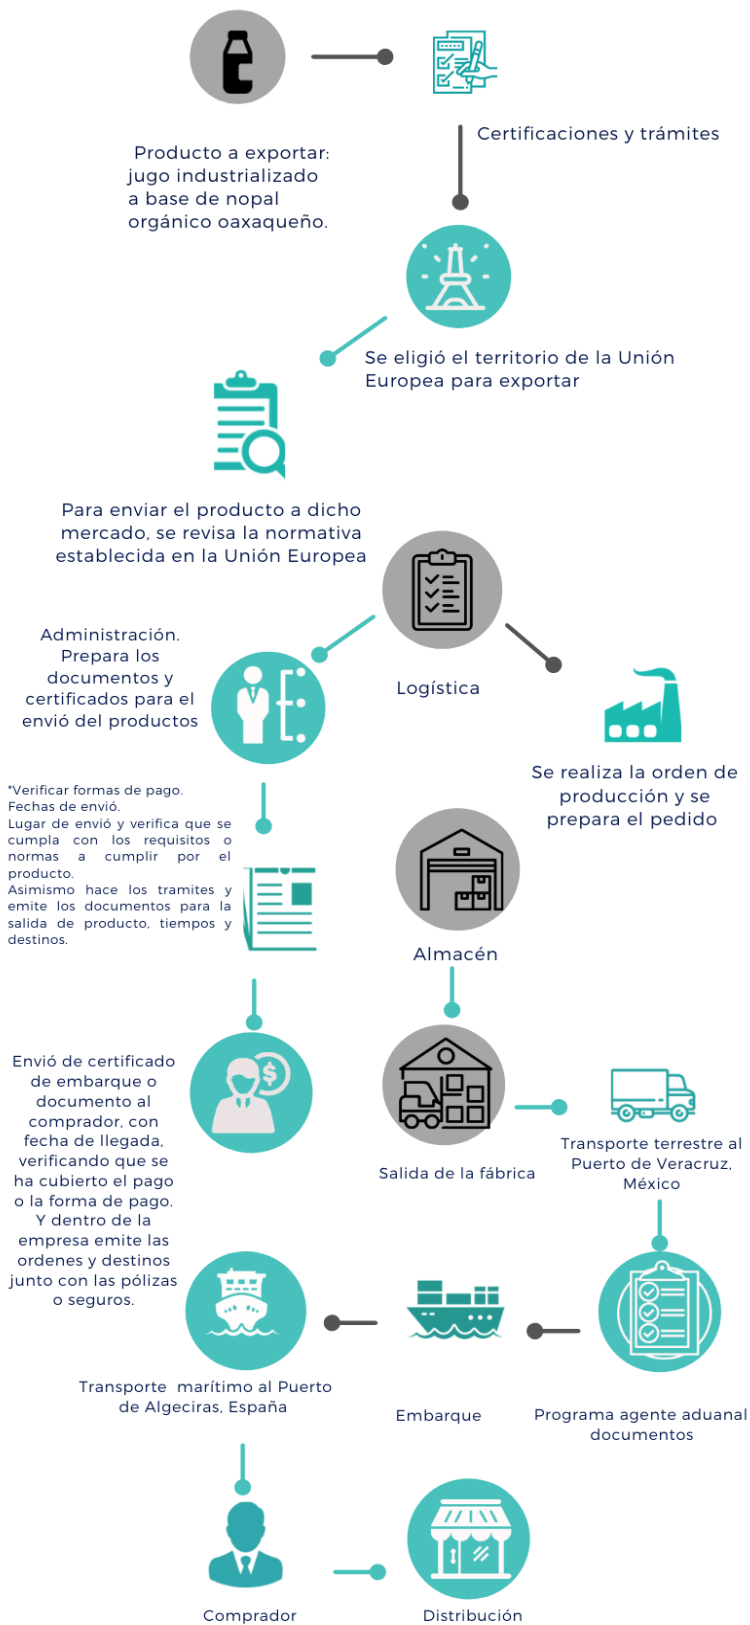 Certificaciones y trámites
Producto a exportar:
jugo industrializado
a base de nopal
orgánico oaxaqueño.
Se eligió el territorio de la Unión
Europea para exportar
Para enviar el producto a dicho
mercado, se revisa la normativa
establecida en la Unión Europea
Logística
Administración.
Prepara los
documentos y
certificados para el
envió del productos
Se realiza la orden de
producción y se
prepara el pedido
*Verificar formas de pago.
Fechas de envió.
Lugar de envió y verifica que se
cumpla con los requisitos o
normas a cumplir por el
producto.
Asimismo hace los tramites y
emite los documentos para la
salida de producto, tiempos y
destinos.
Almacén
Envió de certificado
de embarque o
documento al
comprador, con
fecha de llegada,
verificando que se
ha cubierto el pago
o la forma de pago.
Y dentro de la
empresa emite las
ordenes y destinos
junto con las pólizas
o seguros.
$
Salida de la fábrica
Transporte terrestre al
Puerto de Veracruz,
México
Programa agente aduanal
documentos
Embarque
Transporte marítimo al Puerto
de Algeciras, España
Comprador
Distribución